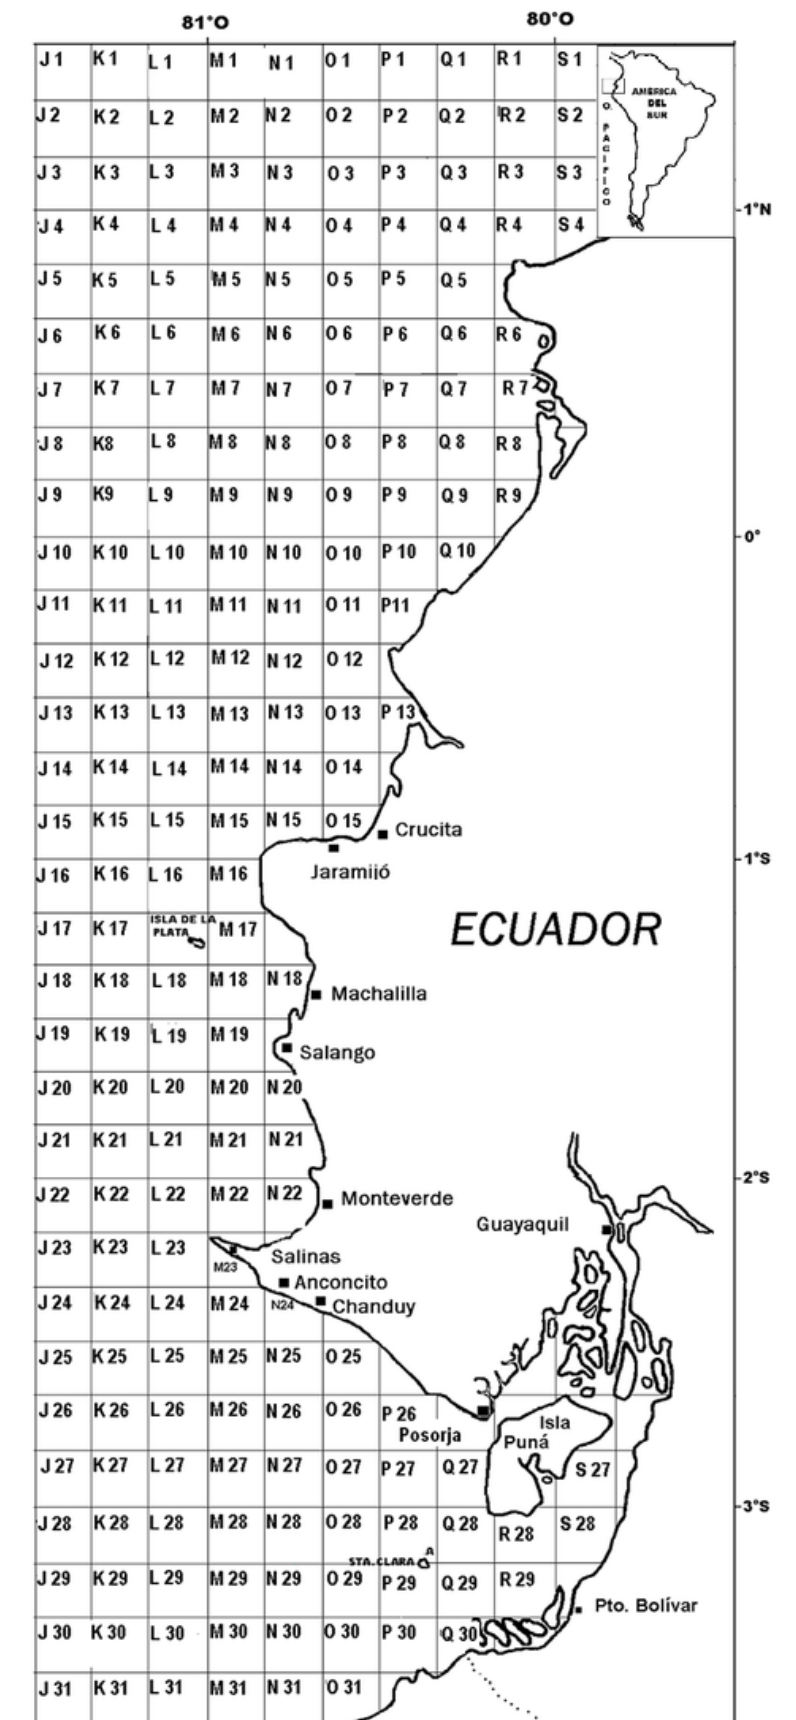 81°O 80°O
J 1 K 1 L 1 M 1 N 1 O 1 P 1 Q 1 R 1 S 1
AMERICA
DEL
SUR
O. PACIFICO
J 2 K 2 L 2 M 2 N 2 O 2 P 2 Q 2 R 2 S 2
J 3 K 3 L 3 M 3 N 3 O 3 P 3 Q 3 R 3 S 3
1°N
J 4 K 4 L 4 M 4 N 4 O 4 P 4 Q 4 R 4 S 4
J 5 K 5 L 5 M 5 N 5 O 5 P 5 Q 5
J 6 K 6 L 6 M 6 N 6 O 6 P 6 Q 6 R 6
J 7 K 7 L 7 M 7 N 7 O 7 P 7 Q 7 R 7
J 8 K8 L 8 M 8 N 8 O 8 P 8 Q 8 R 8
J 9 K9 L 9 M 9 N 9 O 9 P 9 Q 9 R 9
0°
J 10 K 10 L 10 M 10 N 10 O 10 P 10 Q 10
J 11 K 11 L 11 M 11 N 11 O 11 P11
J 12 K 12 L 12 M 12 N 12 O 12
J 13 K 13 L 13 M 13 N 13 O 13 P 13
J 14 K 14 L 14 M 14 N 14 O 14
J 15 K 15 L 15 M 15 N 15 O 15 Crucita
1°S
J 16 K 16 L 16 M 16 Jaramijó
ISLA DE LA
PLATA
J 17 K 17 M 17 ECUADOR
J 18 K 18 L 18 M 18 N 18 Machalilla
J 19 K 19 L 19 M 19 Salango
J 20 K 20 L 20 M 20 N 20
J 21 K 21 L 21 M 21 N 21
2°S
J 22 K 22 L 22 M 22 N 22 Monteverde
Guayaquil
J 23 K 23 L 23 M23 Salinas
Anconcito
J 24 K 24 L 24 M 24 N24 Chanduy
J 25 K 25 L 25 M 25 N 25 O 25
J 26 K 26 L 26 M 26 N 26 O 26 P 26
Posorja
Isla
Puná
J 27 K 27 L 27 M 27 N 27 O 27 P 27 Q 27 S 27
3°S
J 28 K 28 L 28 M 28 N 28 O 28 P 28 Q 28 R 28 S 28
STA. CLARA A
J 29 K 29 L 29 M 29 N 29 O 29 P 29 Q 29 R 29
Pto. Bolívar
J 30 K 30 L 30 M 30 N 30 O 30 P 30 Q 30
J 31 K 31 L 31 M 31 N 31 O 31